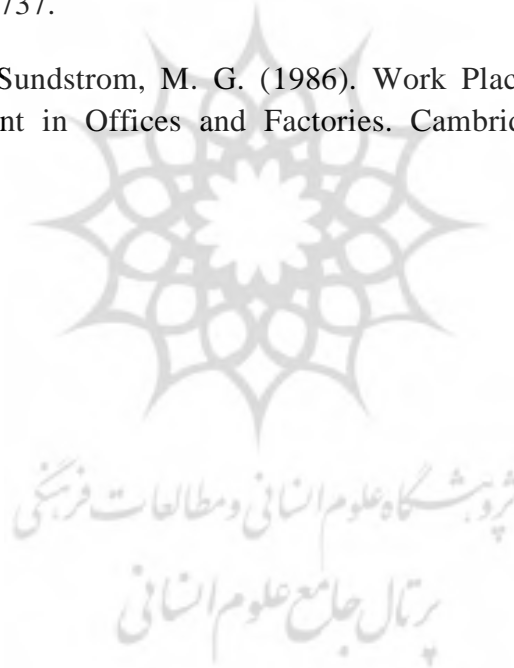 737.
Sundstrom, M. G. (1986). Work Plac
nt in Offices and Factories. Cambric
پژوهشگاه علوم انسانی و مطالعات فرهنگی
پرتال جامع علوم انسانی